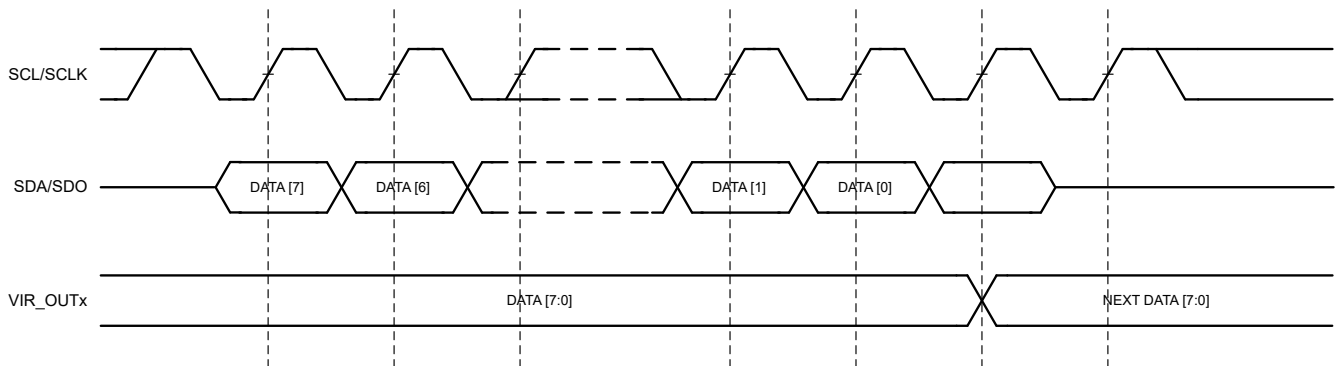 SCL/SCLK
SDA/SDO DATA [7] DATA [6] DATA [1] DATA [0]
VIR_OUTx DATA [7:0] NEXT DATA [7:0]